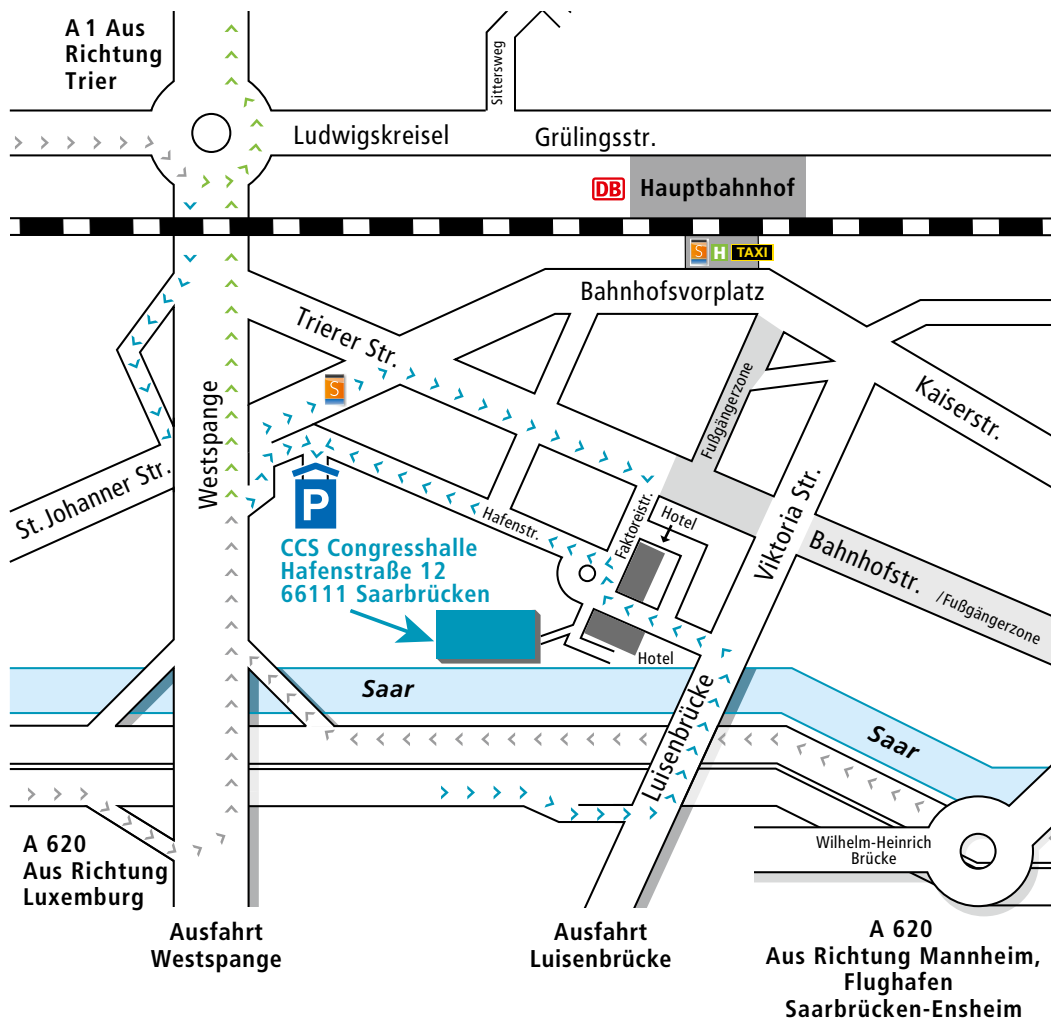 A 1 Aus
Richtung
Trier
Sittersweg
Ludwigskreisel
Grülingsstr.
DB
Hauptbahnhof
S
H
TAXI
Bahnhofsvorplatz
Trierer Str.
S
Fußgängerzone
Kaiserstr.
Westspange
St. Johanner Str.
P
Hafenstr.
Faktoreistr.
Hotel
Viktoria Str.
Bahnhofstr.
/Fußgängerzone
CCS Congresshalle
Hafenstraße 12
66111 Saarbrücken
Hotel
Saar
Luisenbrücke
Saar
A 620
Aus Richtung
Luxemburg
Wilhelm-Heinrich
Brücke
Ausfahrt
Westspange
Ausfahrt
Luisenbrücke
A 620
Aus Richtung Mannheim,
Flughafen
Saarbrücken-Ensheim